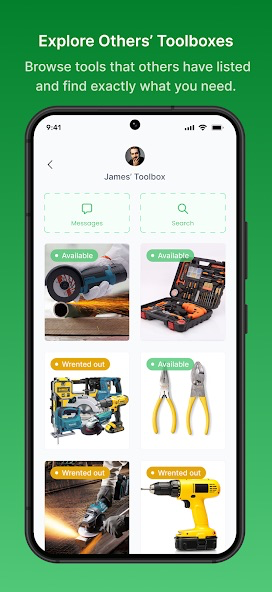 Explore Others' Toolboxes
Browse tools that others have listed
and find exactly what you need.
9:41
James' Toolbox
Messages
Search
Available
Available
Wrented out
Available
Wrented out
Wrented out